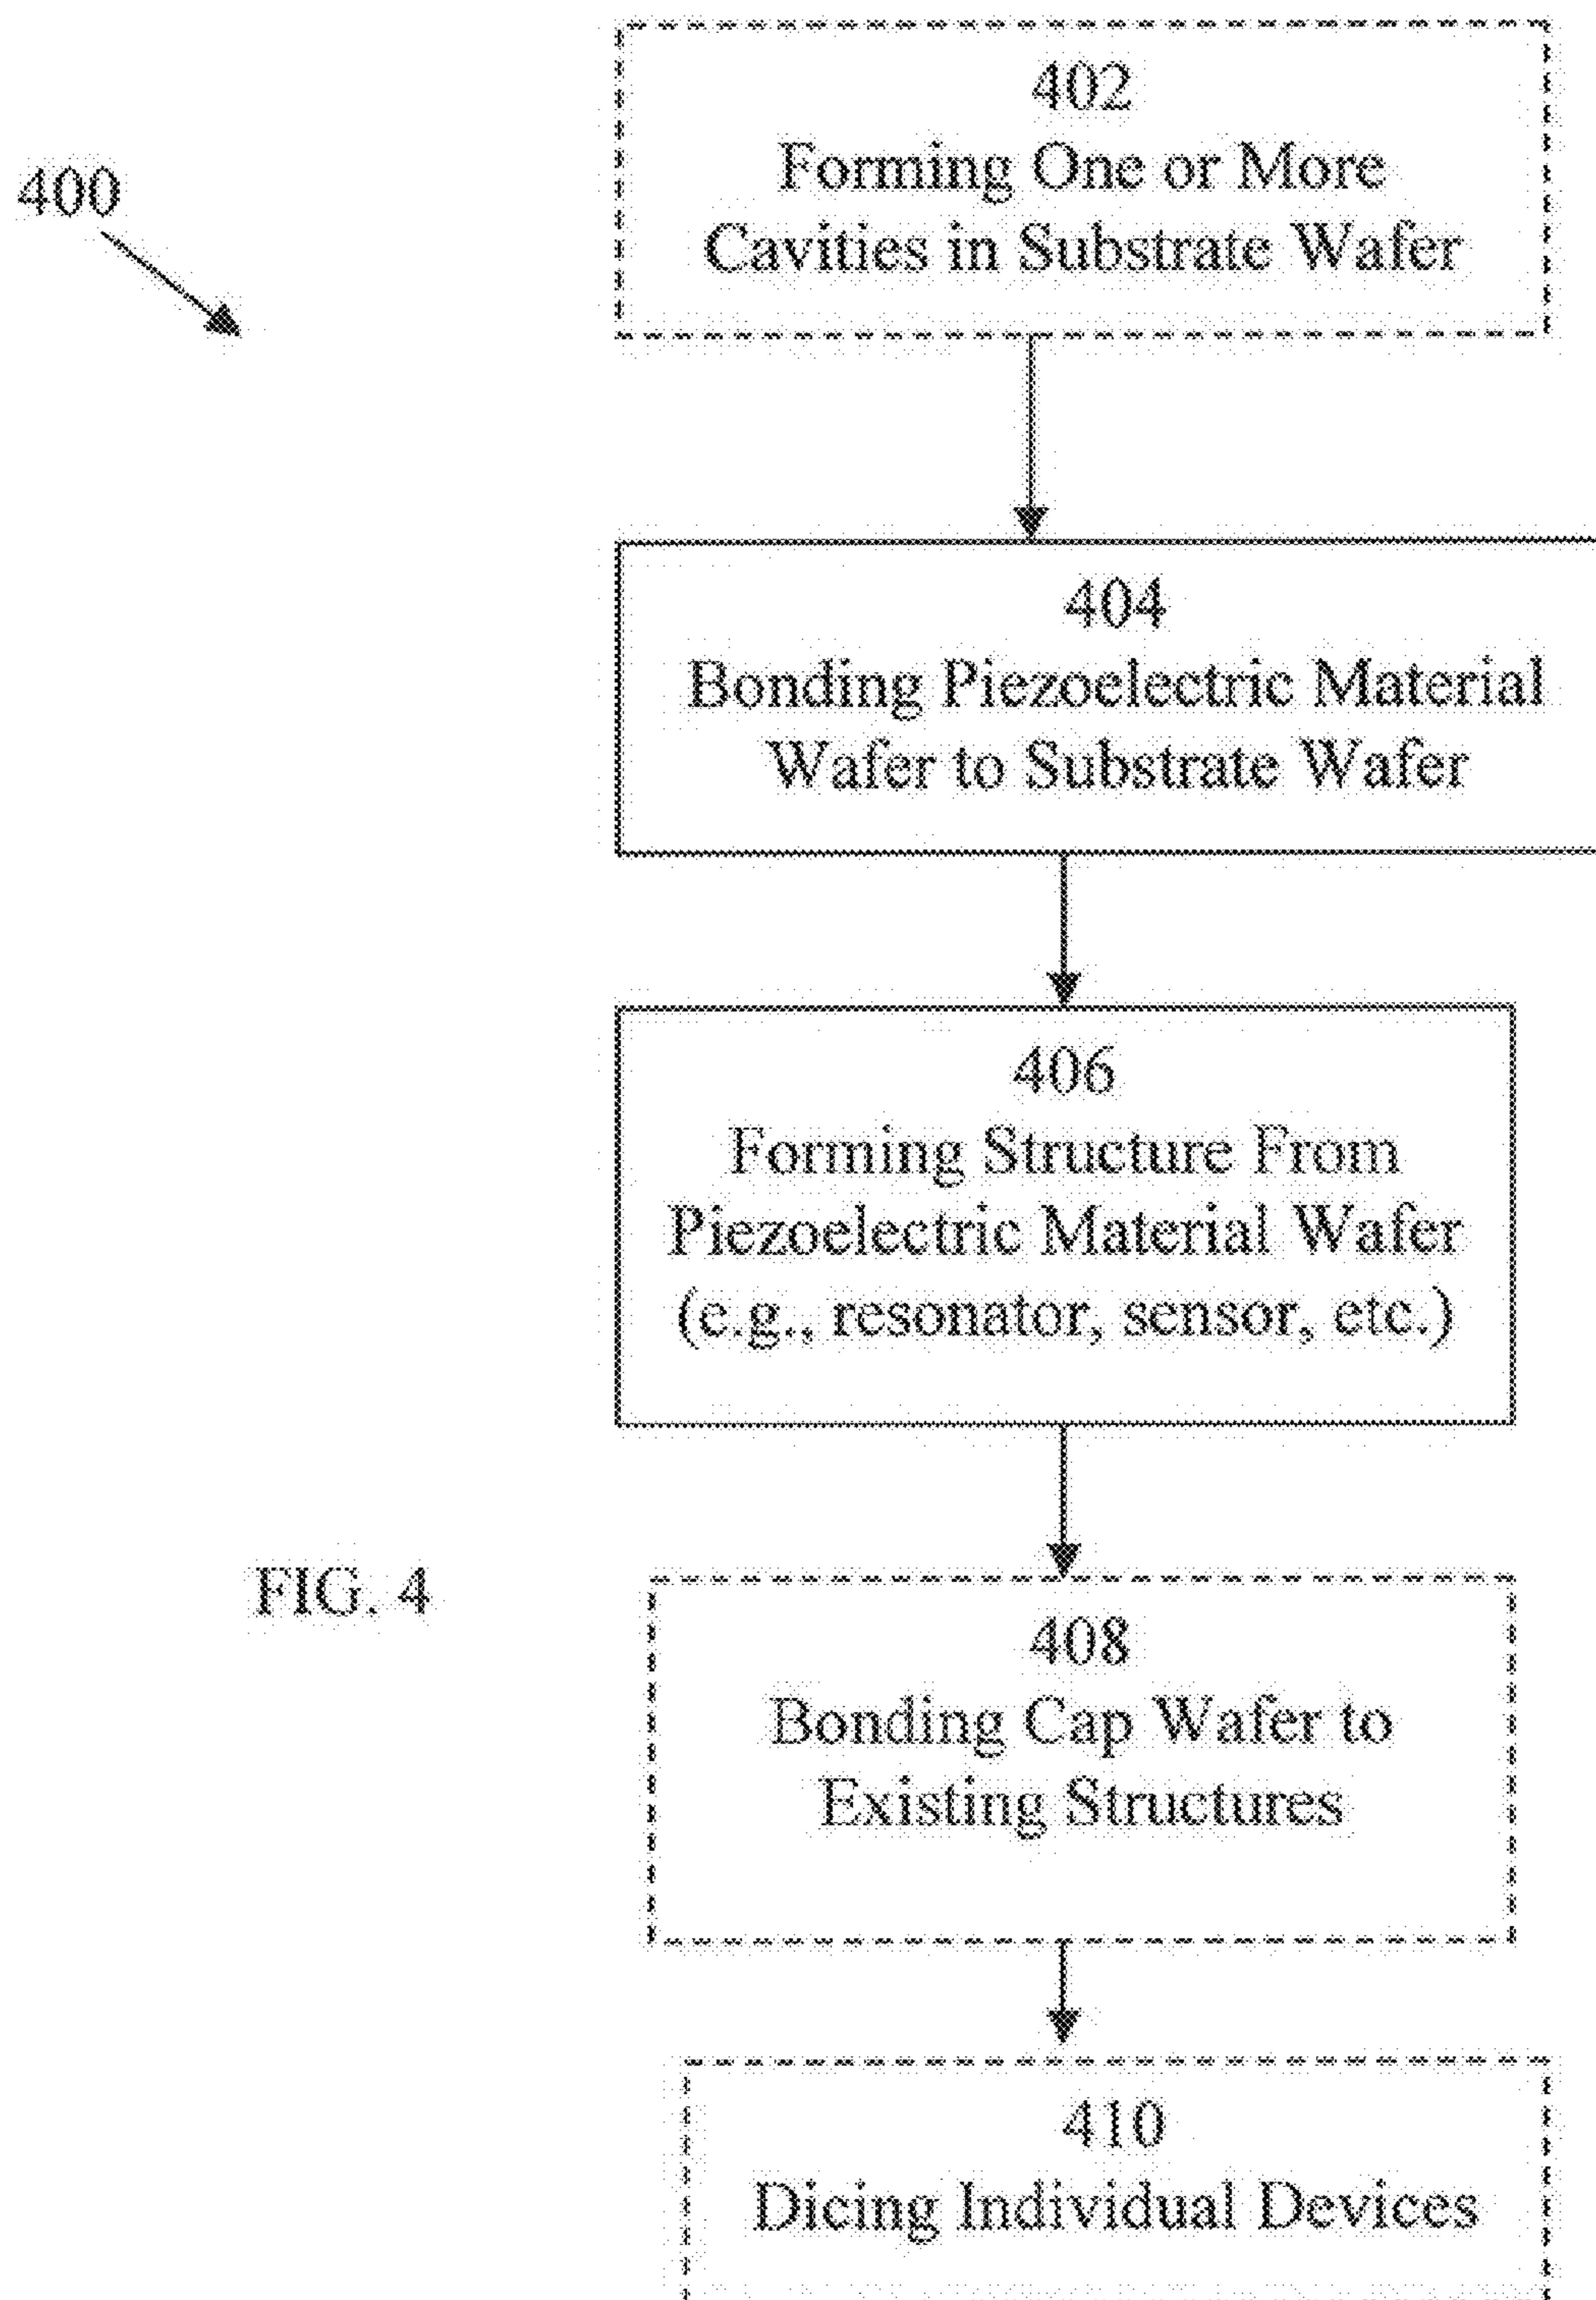 400
402
Forming One or More
Cavities in Substrate Wafer
404
Bonding Piezoelectric Material
Wafer to Substrate Wafer
406
Forming Structure From
Piezoelectric Material Wafer
(e.g., resonator, sensor, etc.)
FIG. 4
408
Bonding Cap Wafer to
Existing Structures
410
Dicing Individual Devices